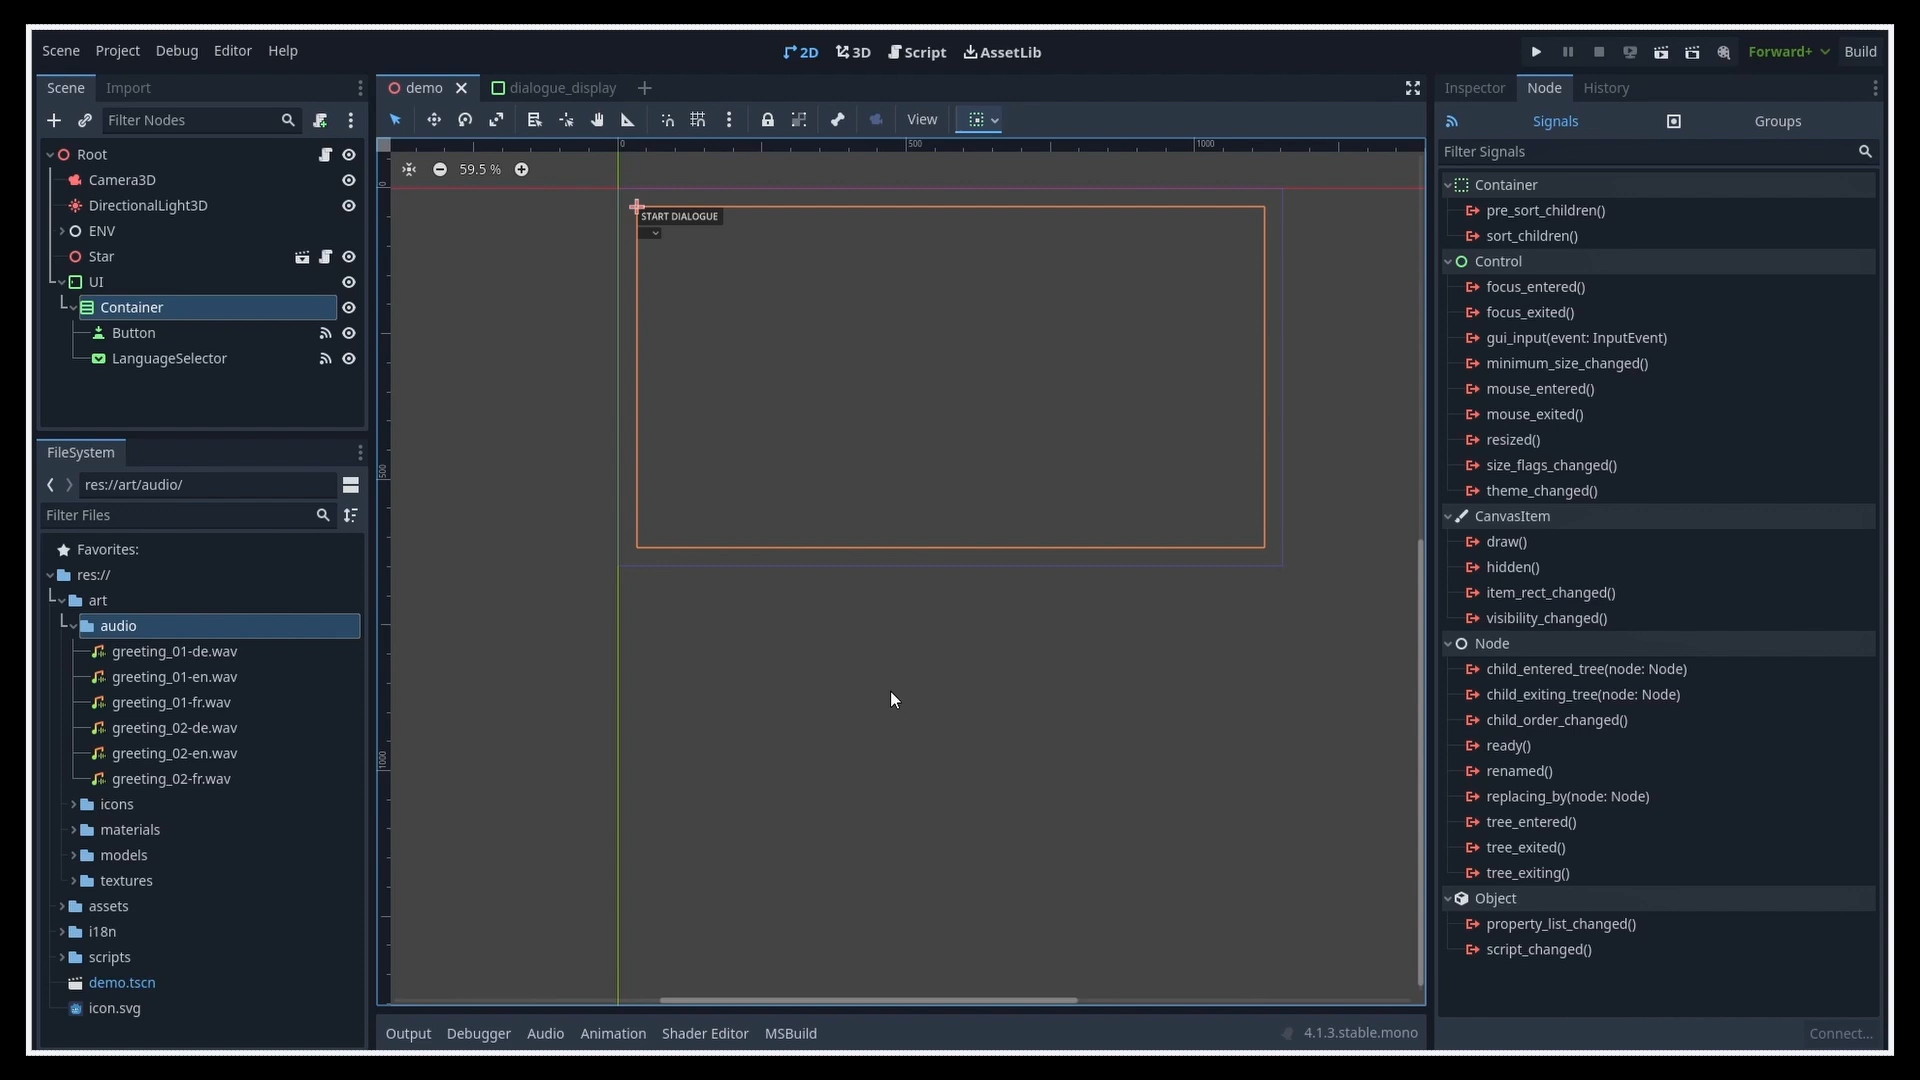 Scene Project Debug Editor Help
2D 3D Script AssetLib
Forward+ Build
Scene Import
Filter Nodes
Root
Camera3D
DirectionalLight3D
ENV
Star
UI
Container
Button
LanguageSelector
FileSystem
res://art/audio/
Filter Files
Favorites:
res://
art
audio
greeting_01-de.wav
greeting_01-en.wav
greeting_01-fr.wav
greeting_02-de.wav
greeting_02-en.wav
greeting_02-fr.wav
icons
materials
models
textures
assets
i18n
scripts
demo.tscn
icon.svg
demo dialogue_display
View
0 500 1000
0
500
1000
59.5 %
START DIALOGUE
Output Debugger Audio Animation Shader Editor MSBuild 4.1.3.stable.mono
Inspector Node History
Signals Groups
Filter Signals
Container
pre_sort_children()
sort_children()
Control
focus_entered()
focus_exited()
gui_input(event: InputEvent)
minimum_size_changed()
mouse_entered()
mouse_exited()
resized()
size_flags_changed()
theme_changed()
CanvasItem
draw()
hidden()
item_rect_changed()
visibility_changed()
Node
child_entered_tree(node: Node)
child_exiting_tree(node: Node)
child_order_changed()
ready()
renamed()
replacing_by(node: Node)
tree_entered()
tree_exited()
tree_exiting()
Object
property_list_changed()
script_changed()
Connect...